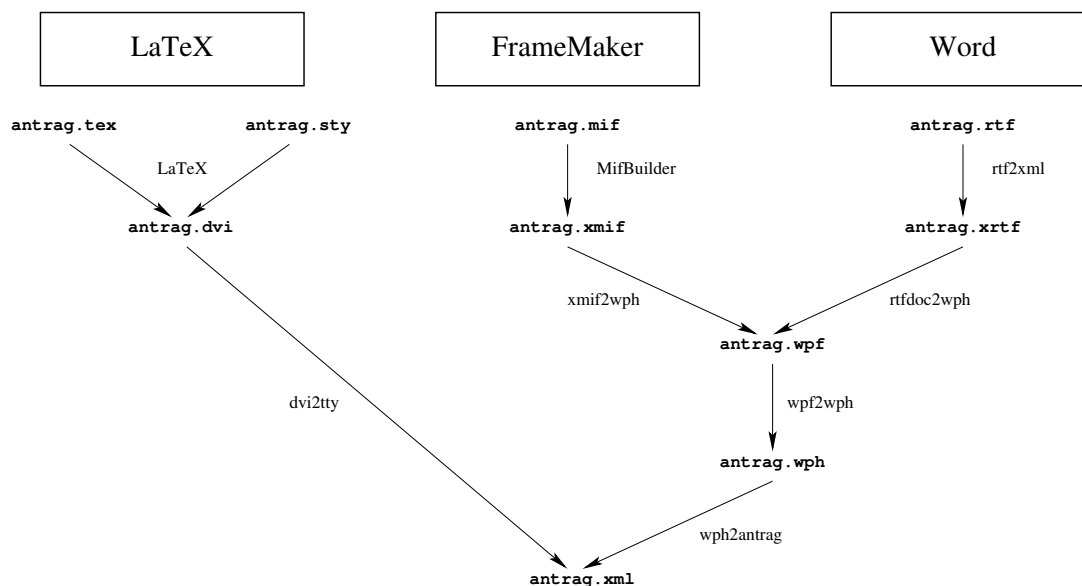 LaTeX FrameMaker Word
antrag.tex antrag.sty antrag.mif antrag.rtf
LaTeX MifBuilder rtf2xml
antrag.dvi antrag.xmif antrag.xrtf
xmif2wph rtfdoc2wph
antrag.wpf
dvi2tty wpf2wph
antrag.wph
wph2antrag
antrag.xml